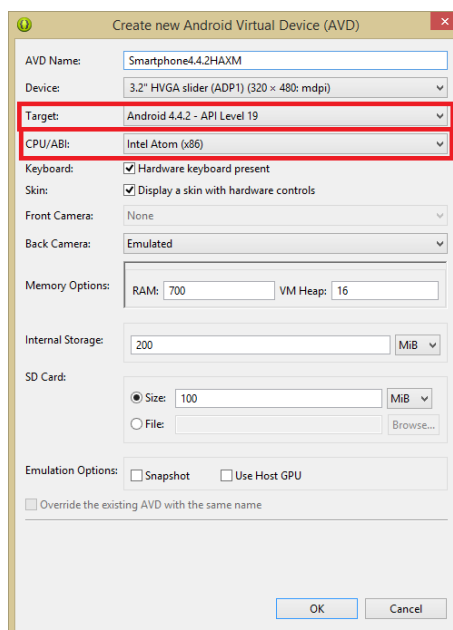 Create new Android Virtual Device (AVD)
AVD Name: Smartphone4.4.2HAXM
Device: 3.2" HVGA slider (ADP1) (320 × 480: mdpi)
Target: Android 4.4.2 - API Level 19
CPU/ABI: Intel Atom (x86)
Keyboard: Hardware keyboard present
Skin: Display a skin with hardware controls
Front Camera: None
Back Camera: Emulated
Memory Options: RAM: 700 VM Heap: 16
Internal Storage: 200 MiB
SD Card:
Size: 100 MiB
File: Browse...
Emulation Options: Snapshot Use Host GPU
Override the existing AVD with the same name
OK Cancel